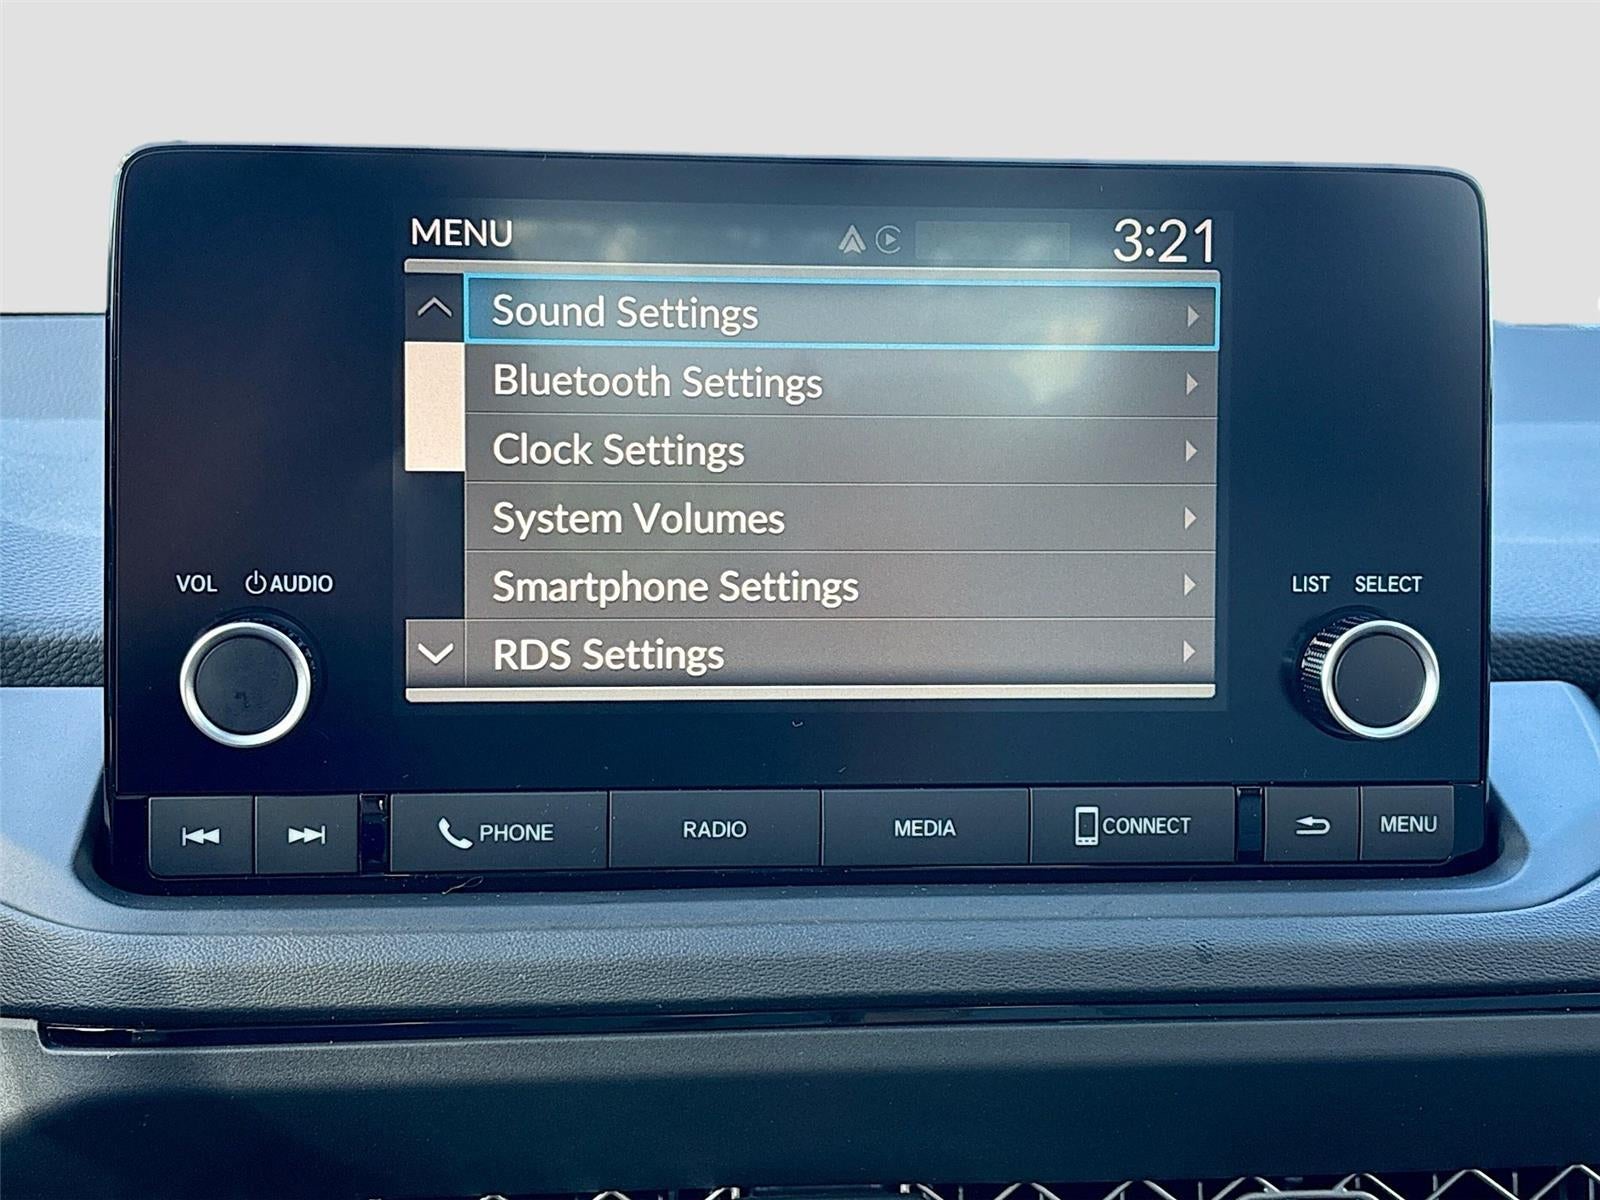 MENU 3:21
Sound Settings
Bluetooth Settings
Clock Settings
System Volumes
Smartphone Settings
RDS Settings
VOL AUDIO
LIST SELECT
PHONE RADIO MEDIA CONNECT MENU